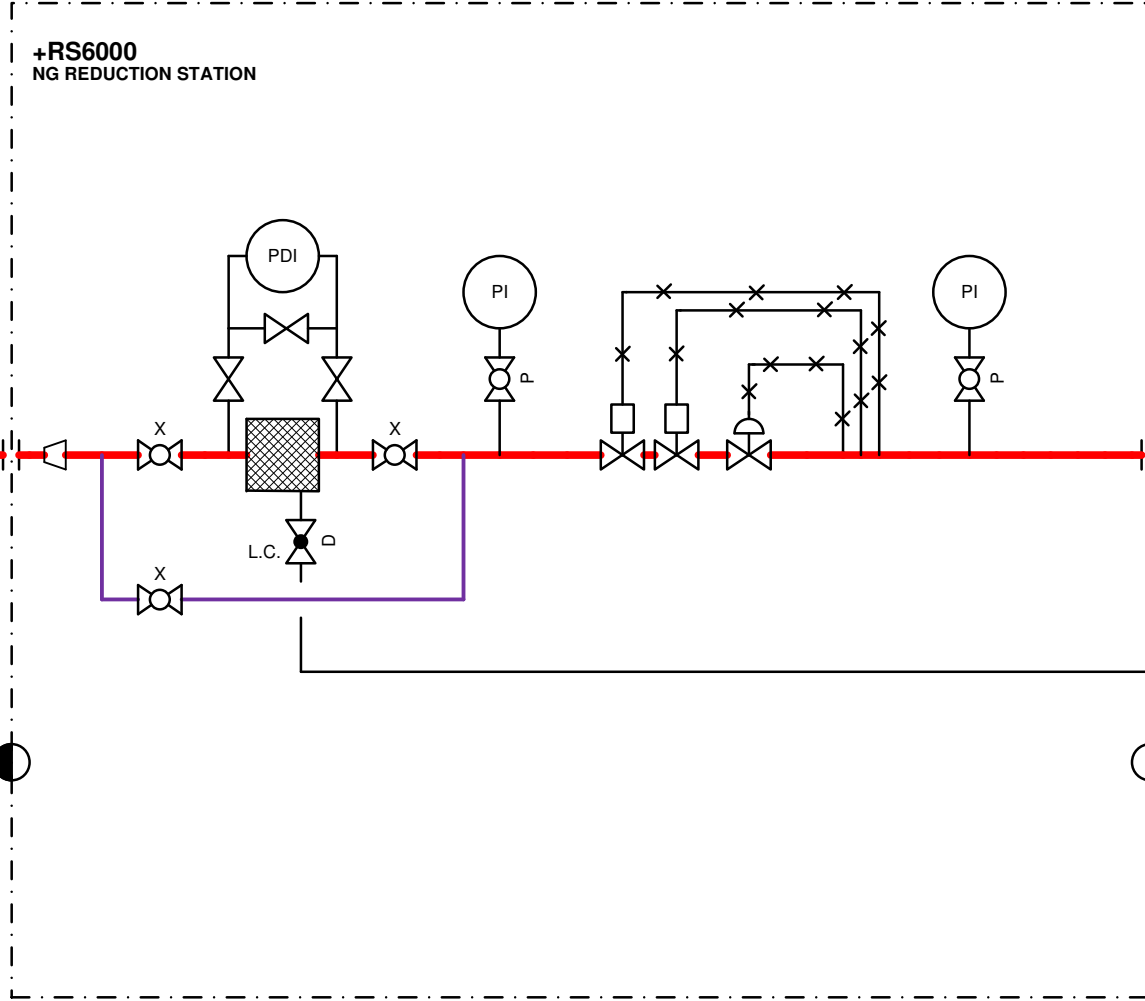 +RS6000
NG REDUCTION STATION
PDI
PI
PI
P
P
X
X
L.C.
D
X